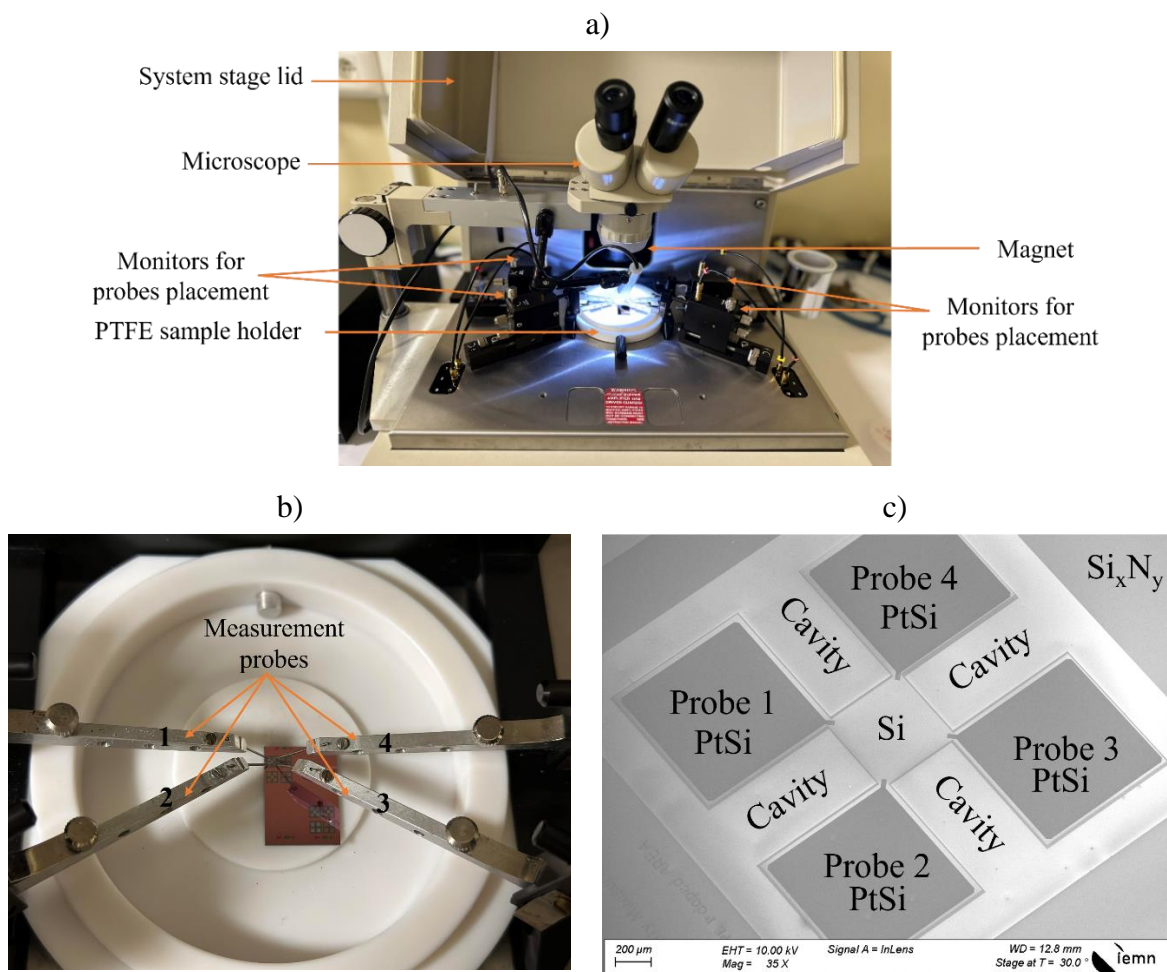 a)
System stage lid
Microscope
Magnet
Monitors for
probes placement
Monitors for
probes placement
PTFE sample holder
b)
c)
Measurement
probes
1
4
2
3
Probe 4
PtSi
SixNy
Cavity
Cavity
Probe 1
PtSi
Si
Probe 3
PtSi
Cavity
Cavity
Probe 2
PtSi
200 µm
EHT = 10.00 kV
Signal A = InLens
WD = 12.8 mm
Mag = 35 X
Stage at T = 30.0 °
iemn